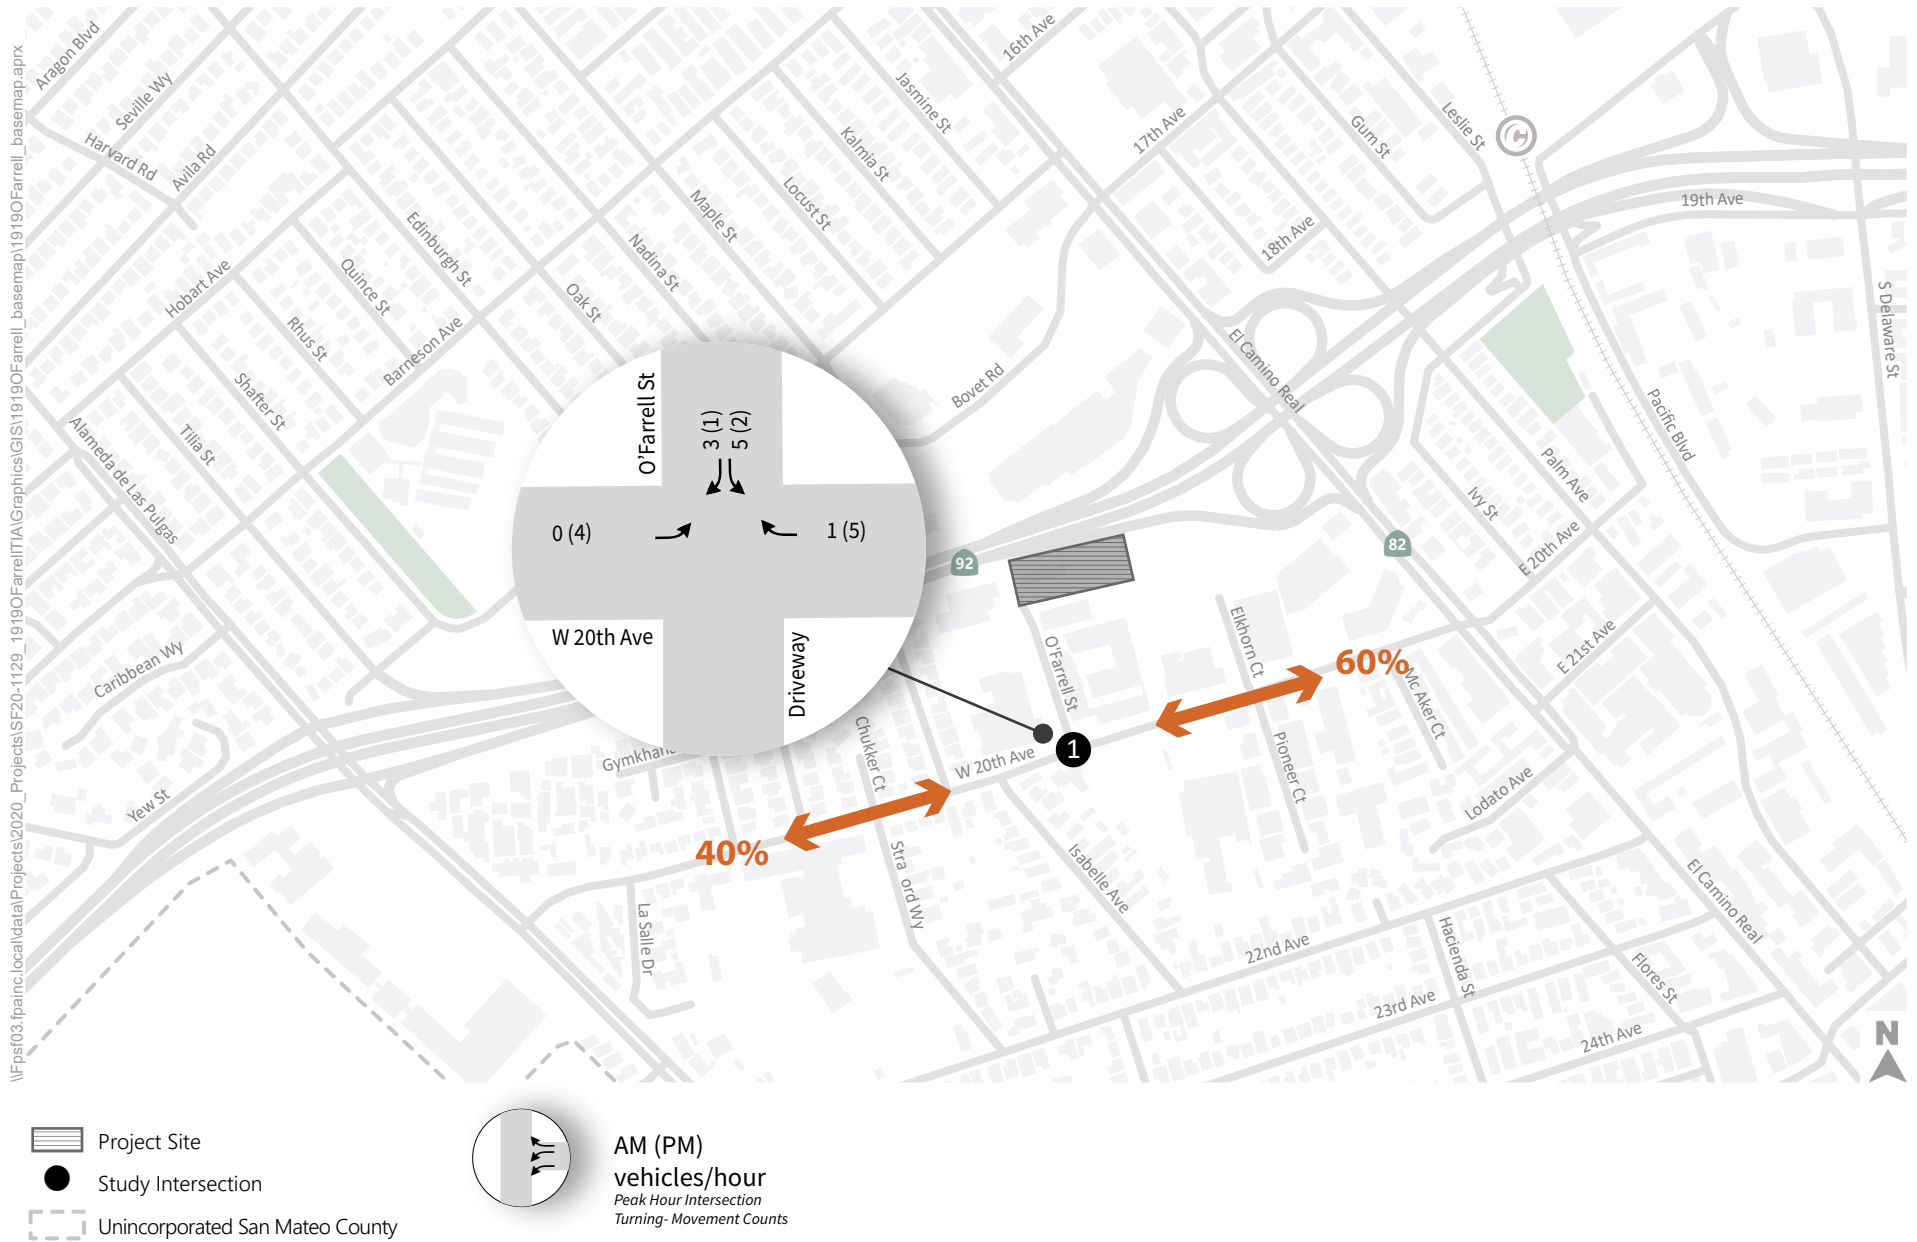 \\Fpsf03.fpainc.local\data\Projects\2020_Projects\SF20-1129_1919OFarrellTIA\Graphics\GIS\1919OFarrell_basemap\1919OFarrell_basemap.aprx
Aragon Blvd
Seville Wy
Harvard Rd
Avila Rd
16th Ave
Jasmine St
Kalmia St
Locust St
Maple St
17th Ave
Gum St
Leslie St
19th Ave
18th Ave
Hobart Ave
Edinburgh St
Quince St
Rhus St
Nadina St
Oak St
Barneson Ave
Shafter St
Tilia St
Alameda de Las Pulgas
Bovet Rd
El Camino Real
S Delaware St
Pacific Blvd
Palm Ave
Ivy St
E 20th Ave
E 21st Ave
O'Farrell St
3 (1)
5 (2)
0 (4)
1 (5)
W 20th Ave
Driveway
92
82
Caribbean Wy
Yew St
O'Farrell St
Elkhorn Ct
60%
Mc Aker Ct
Chukker Ct
W 20th Ave
1
Pioneer Ct
Lodato Ave
40%
Stra ord Wy
Isabelle Ave
La Salle Dr
22nd Ave
Hacienda St
El Camino Real
23rd Ave
Flores St
24th Ave
N
Project Site
Study Intersection
Unincorporated San Mateo County
AM (PM)
vehicles/hour
Peak Hour Intersection
Turning- Movement Counts